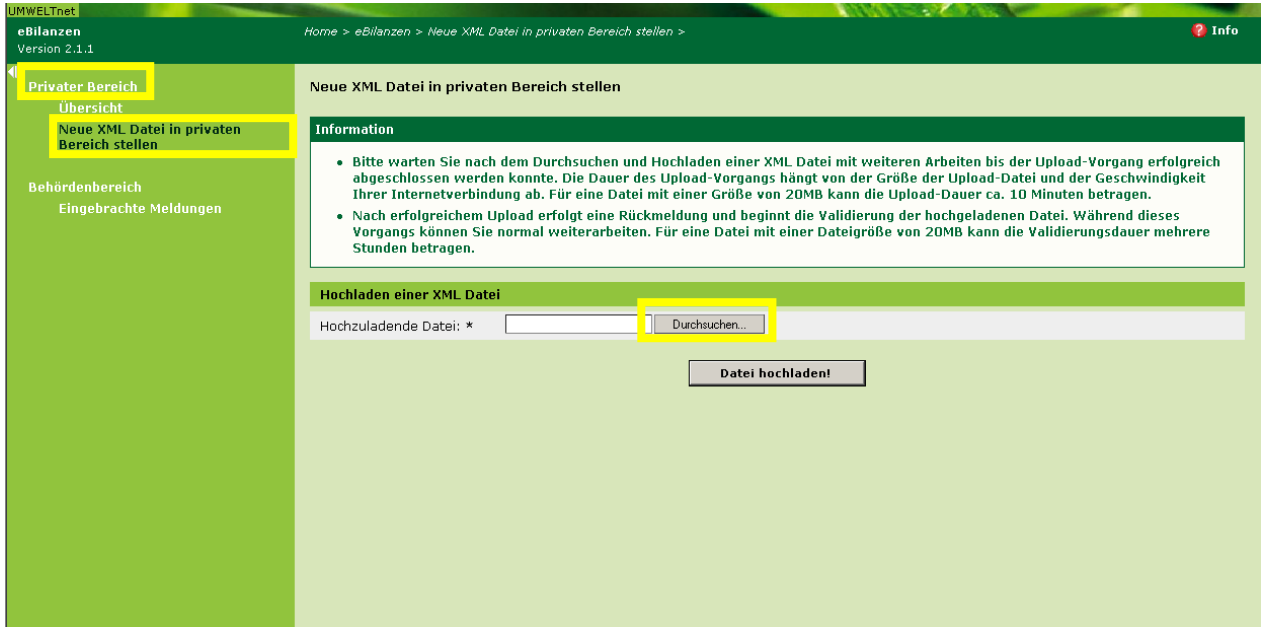 UMWELTnet
eBilanzen
Version 2.1.1
Home > eBilanzen > Neue XML Datei in privaten Bereich stellen >
Info
Privater Bereich
Übersicht
Neue XML Datei in privaten
Bereich stellen
Behördenbereich
Eingebrachte Meldungen
Neue XML Datei in privaten Bereich stellen
Information
• Bitte warten Sie nach dem Durchsuchen und Hochladen einer XML Datei mit weiteren Arbeiten bis der Upload-Vorgang erfolgreich
abgeschlossen werden konnte. Die Dauer des Upload-Vorgangs hängt von der Größe der Upload-Datei und der Geschwindigkeit
Ihrer Internetverbindung ab. Für eine Datei mit einer Größe von 20MB kann die Upload-Dauer ca. 10 Minuten betragen.
• Nach erfolgreichem Upload erfolgt eine Rückmeldung und beginnt die Validierung der hochgeladenen Datei. Während dieses
Vorgangs können Sie normal weiterarbeiten. Für eine Datei mit einer Dateigröße von 20MB kann die Validierungsdauer mehrere
Stunden betragen.
Hochladen einer XML Datei
Hochzuladende Datei: *
Durchsuchen...
Datei hochladen!